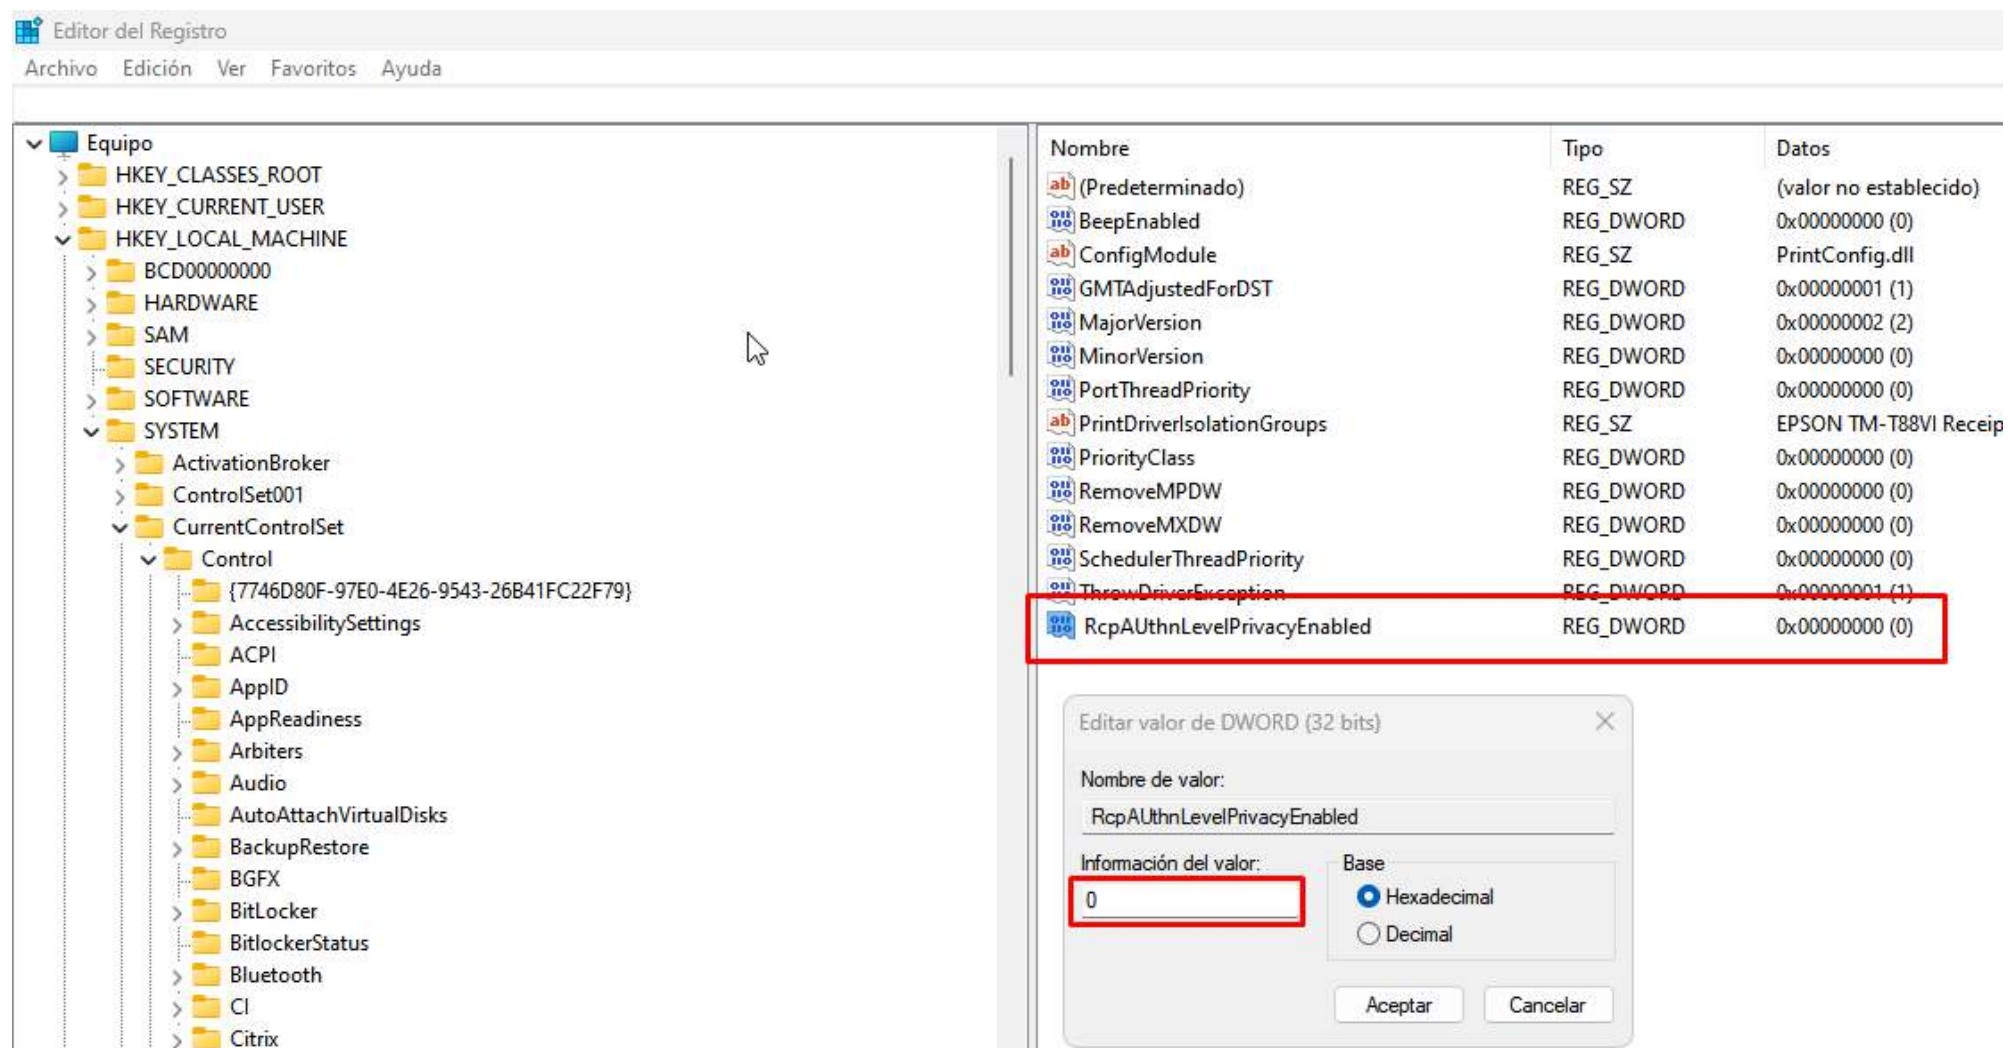 Editor del Registro
Archivo Edición Ver Favoritos Ayuda
Equipo
HKEY_CLASSES_ROOT
HKEY_CURRENT_USER
HKEY_LOCAL_MACHINE
BCD00000000
HARDWARE
SAM
SECURITY
SOFTWARE
SYSTEM
ActivationBroker
ControlSet001
CurrentControlSet
Control
{7746D80F-97E0-4E26-9543-26B41FC22F79}
AccessibilitySettings
ACPI
AppID
AppReadiness
Arbiters
Audio
AutoAttachVirtualDisks
BackupRestore
BGFX
BitLocker
BitlockerStatus
Bluetooth
CI
Citrix
Nombre Tipo Datos
(Predeterminado) REG_SZ (valor no establecido)
BeepEnabled REG_DWORD 0x00000000 (0)
ConfigModule REG_SZ PrintConfig.dll
GMTAdjustedForDST REG_DWORD 0x00000001 (1)
MajorVersion REG_DWORD 0x00000002 (2)
MinorVersion REG_DWORD 0x00000000 (0)
PortThreadPriority REG_DWORD 0x00000000 (0)
PrintDriverIsolationGroups REG_SZ EPSON TM-T88VI Receip
PriorityClass REG_DWORD 0x00000000 (0)
RemoveMPDW REG_DWORD 0x00000000 (0)
RemoveMXDW REG_DWORD 0x00000000 (0)
SchedulerThreadPriority REG_DWORD 0x00000000 (0)
ThrowDriverException REG_DWORD 0x00000001 (1)
RcpAUthnLevelPrivacyEnabled REG_DWORD 0x00000000 (0)
Editar valor de DWORD (32 bits)
Nombre de valor:
RcpAUthnLevelPrivacyEnabled
Información del valor: Base
0 Hexadecimal
Decimal
Aceptar Cancelar